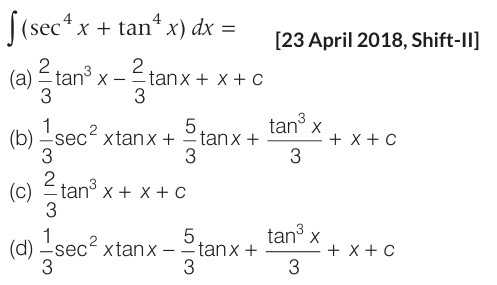 ∫(sec⁴ x + tan⁴ x) dx =
[23 April 2018, Shift-II]
(a) 2/3 tan³ x − 2/3 tan x + x + c
(b) 1/3 sec² x tan x + 5/3 tan x + tan³ x/3 + x + c
(c) 2/3 tan³ x + x + c
(d) 1/3 sec² x tan x − 5/3 tan x + tan³ x/3 + x + c